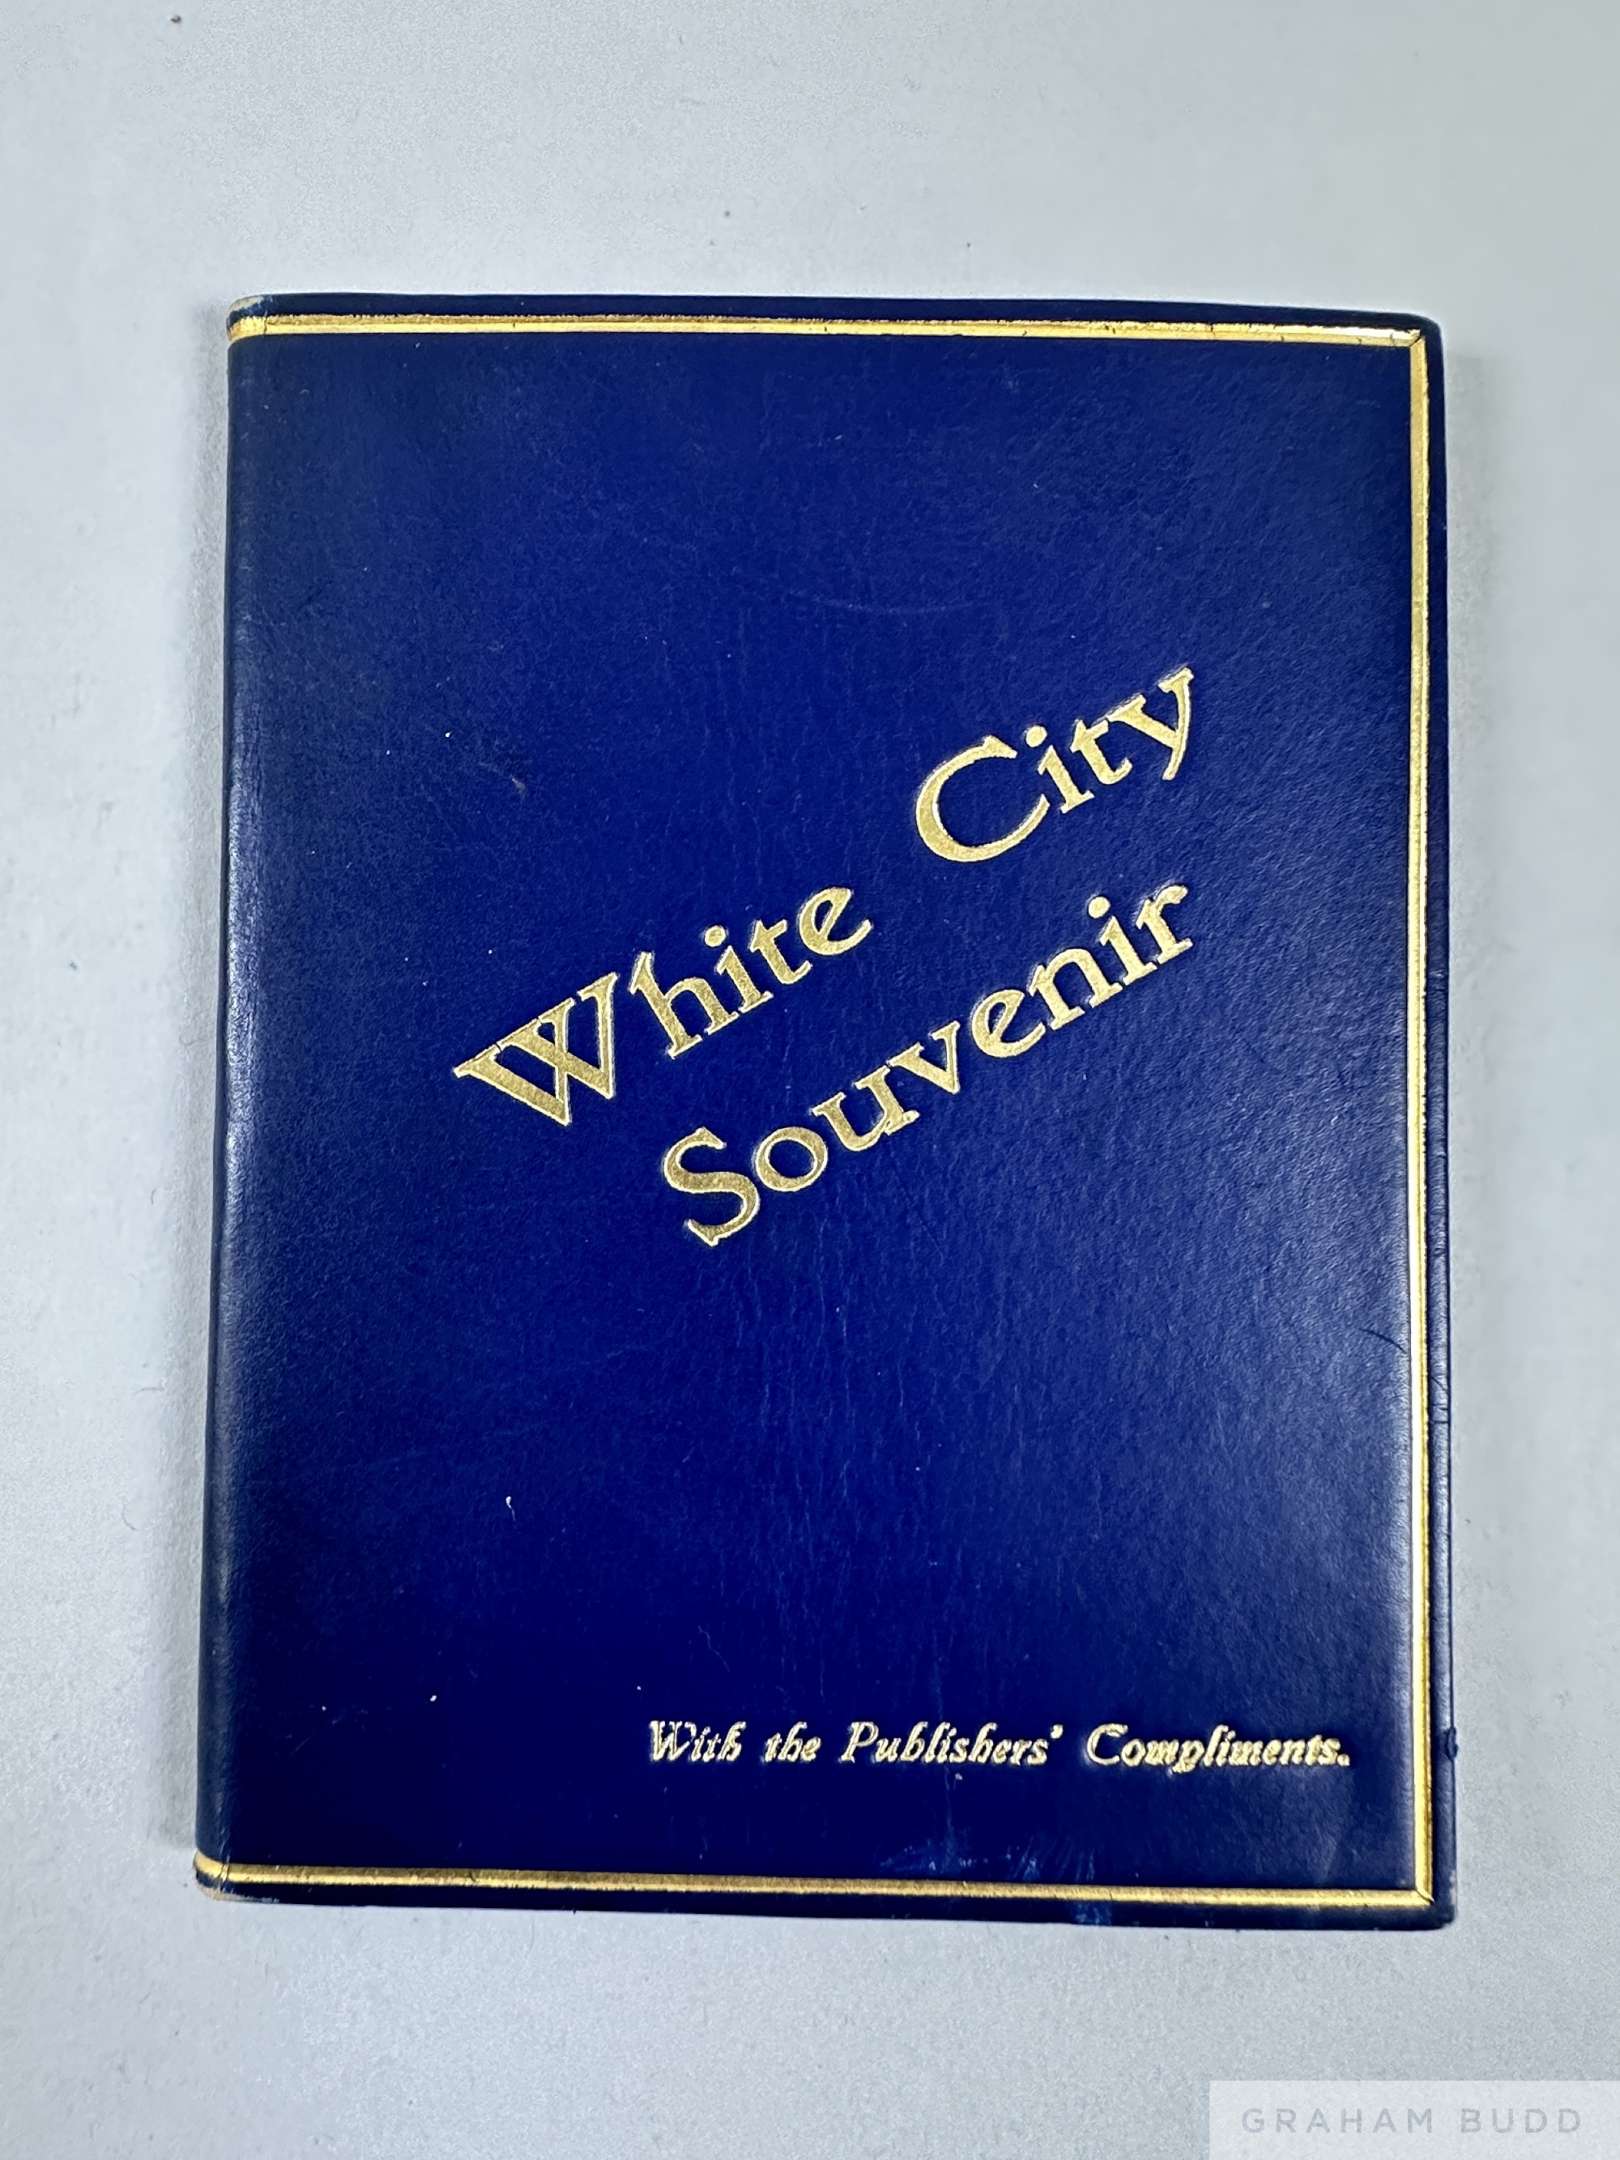 White City
Souvenir
With the Publishers' Compliments.
GRAHAM BUDD